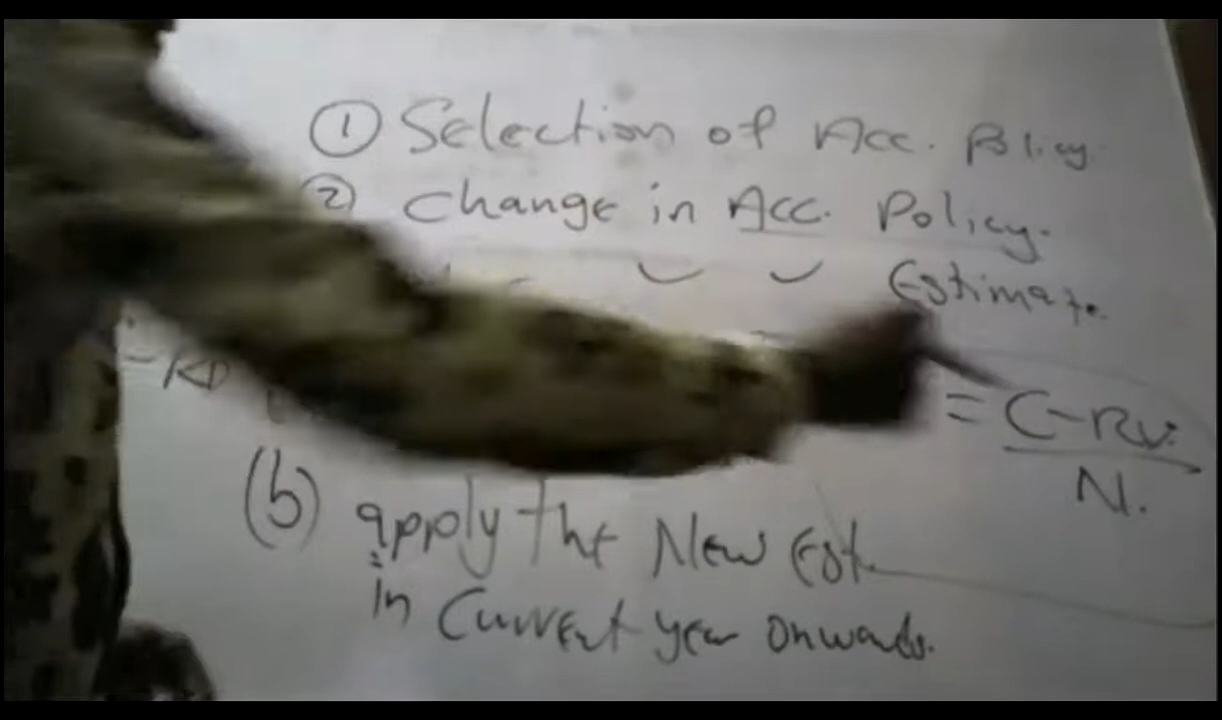 ① Selection of Acc. Policy
② Change in Acc. Policy.
Estimate.
= C-RV.
N.
(b) apply the New Est.
in Current year onwards.